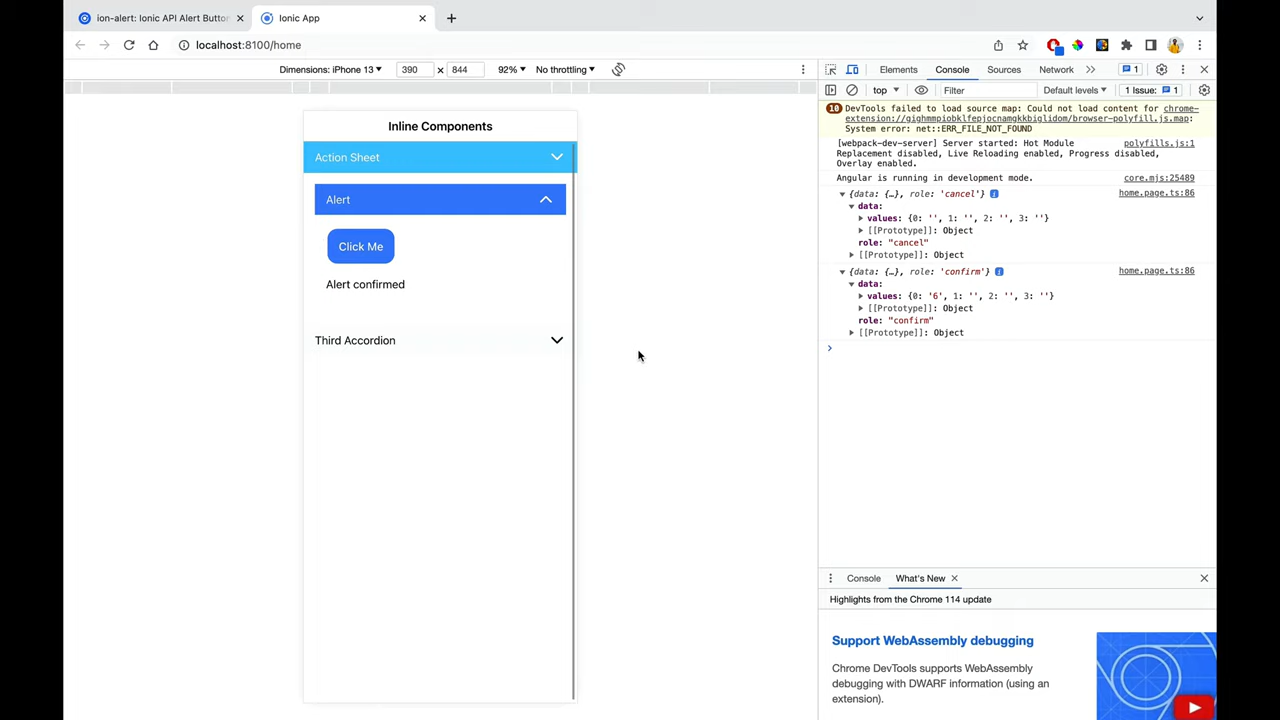 ion-alert: Ionic API Alert Button
Ionic App
localhost:8100/home
Dimensions: iPhone 13 390 × 844 92% No throttling
Inline Components
Action Sheet
Alert
Click Me
Alert confirmed
Third Accordion
Elements Console Sources Network 1
top Filter Default levels 1 Issue: 1
10 DevTools failed to load source map: Could not load content for chrome-
extension://gighmmpiobklfepjocnamgkkbiglidom/browser-polyfill.js.map:
System error: net::ERR_FILE_NOT_FOUND
[webpack-dev-server] Server started: Hot Module polyfills.js:1
Replacement disabled, Live Reloading enabled, Progress disabled,
Overlay enabled.
Angular is running in development mode. core.mjs:25489
{data: {…}, role: 'cancel'} i home.page.ts:86
data:
values: {0: '', 1: '', 2: '', 3: ''}
[[Prototype]]: Object
role: "cancel"
[[Prototype]]: Object
{data: {…}, role: 'confirm'} i home.page.ts:86
data:
values: {0: '6', 1: '', 2: '', 3: ''}
[[Prototype]]: Object
role: "confirm"
[[Prototype]]: Object
Console What's New
Highlights from the Chrome 114 update
Support WebAssembly debugging
Chrome DevTools supports WebAssembly
debugging with DWARF information (using an
extension).